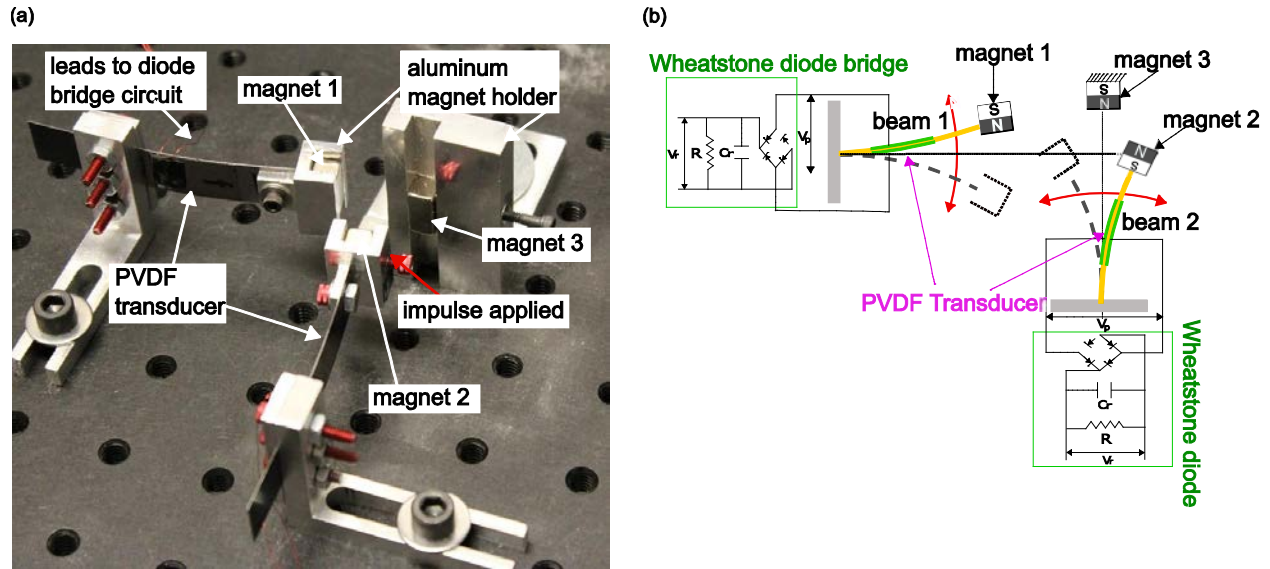 (a)
leads to diode
bridge circuit
magnet 1
aluminum
magnet holder
magnet 3
PVDF
transducer
impulse applied
magnet 2
(b)
Wheatstone diode bridge
magnet 1
magnet 3
magnet 2
beam 1
beam 2
S
N
S
N
N
S
Vr
R
Cr
Vp
PVDF Transducer
Vp
Cr
R
Vr
Wheatstone diode